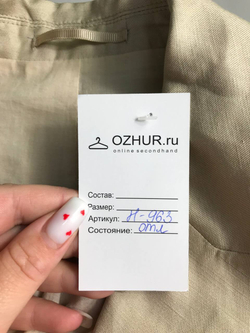 OZHUR.ru
online secondhand
Состав:
Размер:
Артикул: Н-963
Состояние: отл